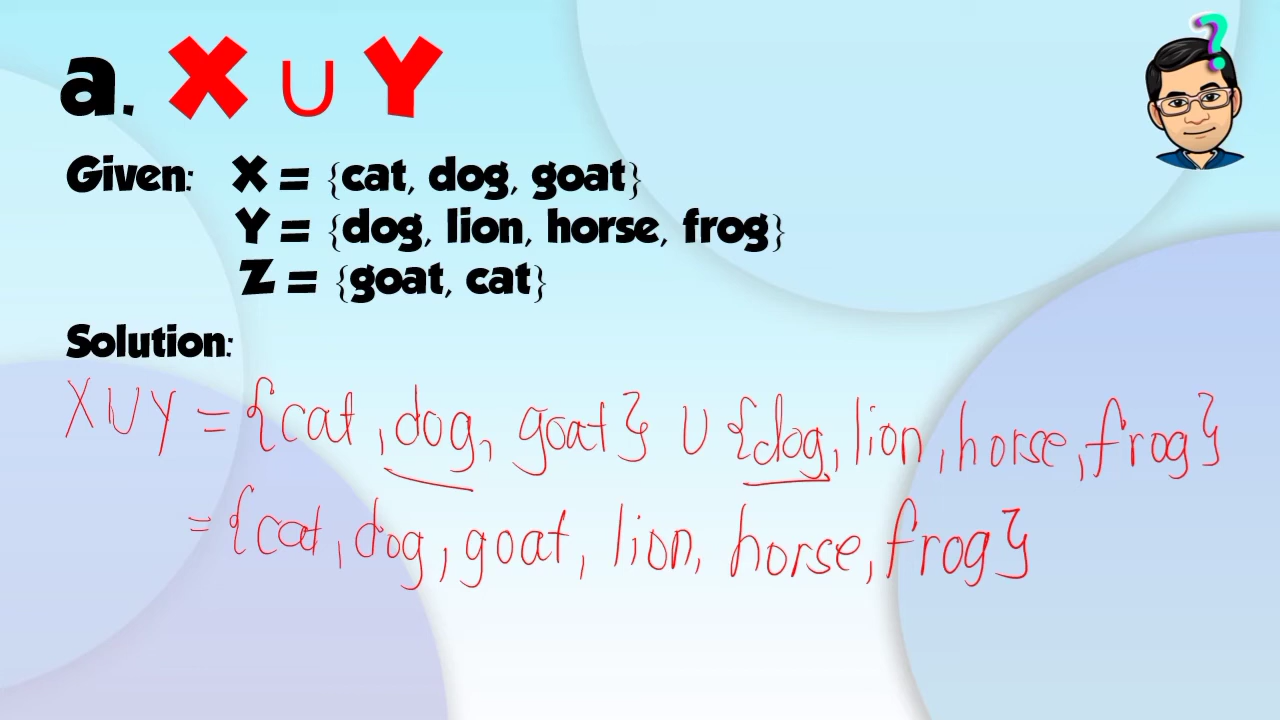 a. X ∪ Y
Given: X = {cat, dog, goat}
Y = {dog, lion, horse, frog}
Z = {goat, cat}
Solution:
X∪Y = {cat, dog, goat} ∪ {dog, lion, horse, frog}
= {cat, dog, goat, lion, horse, frog}
?